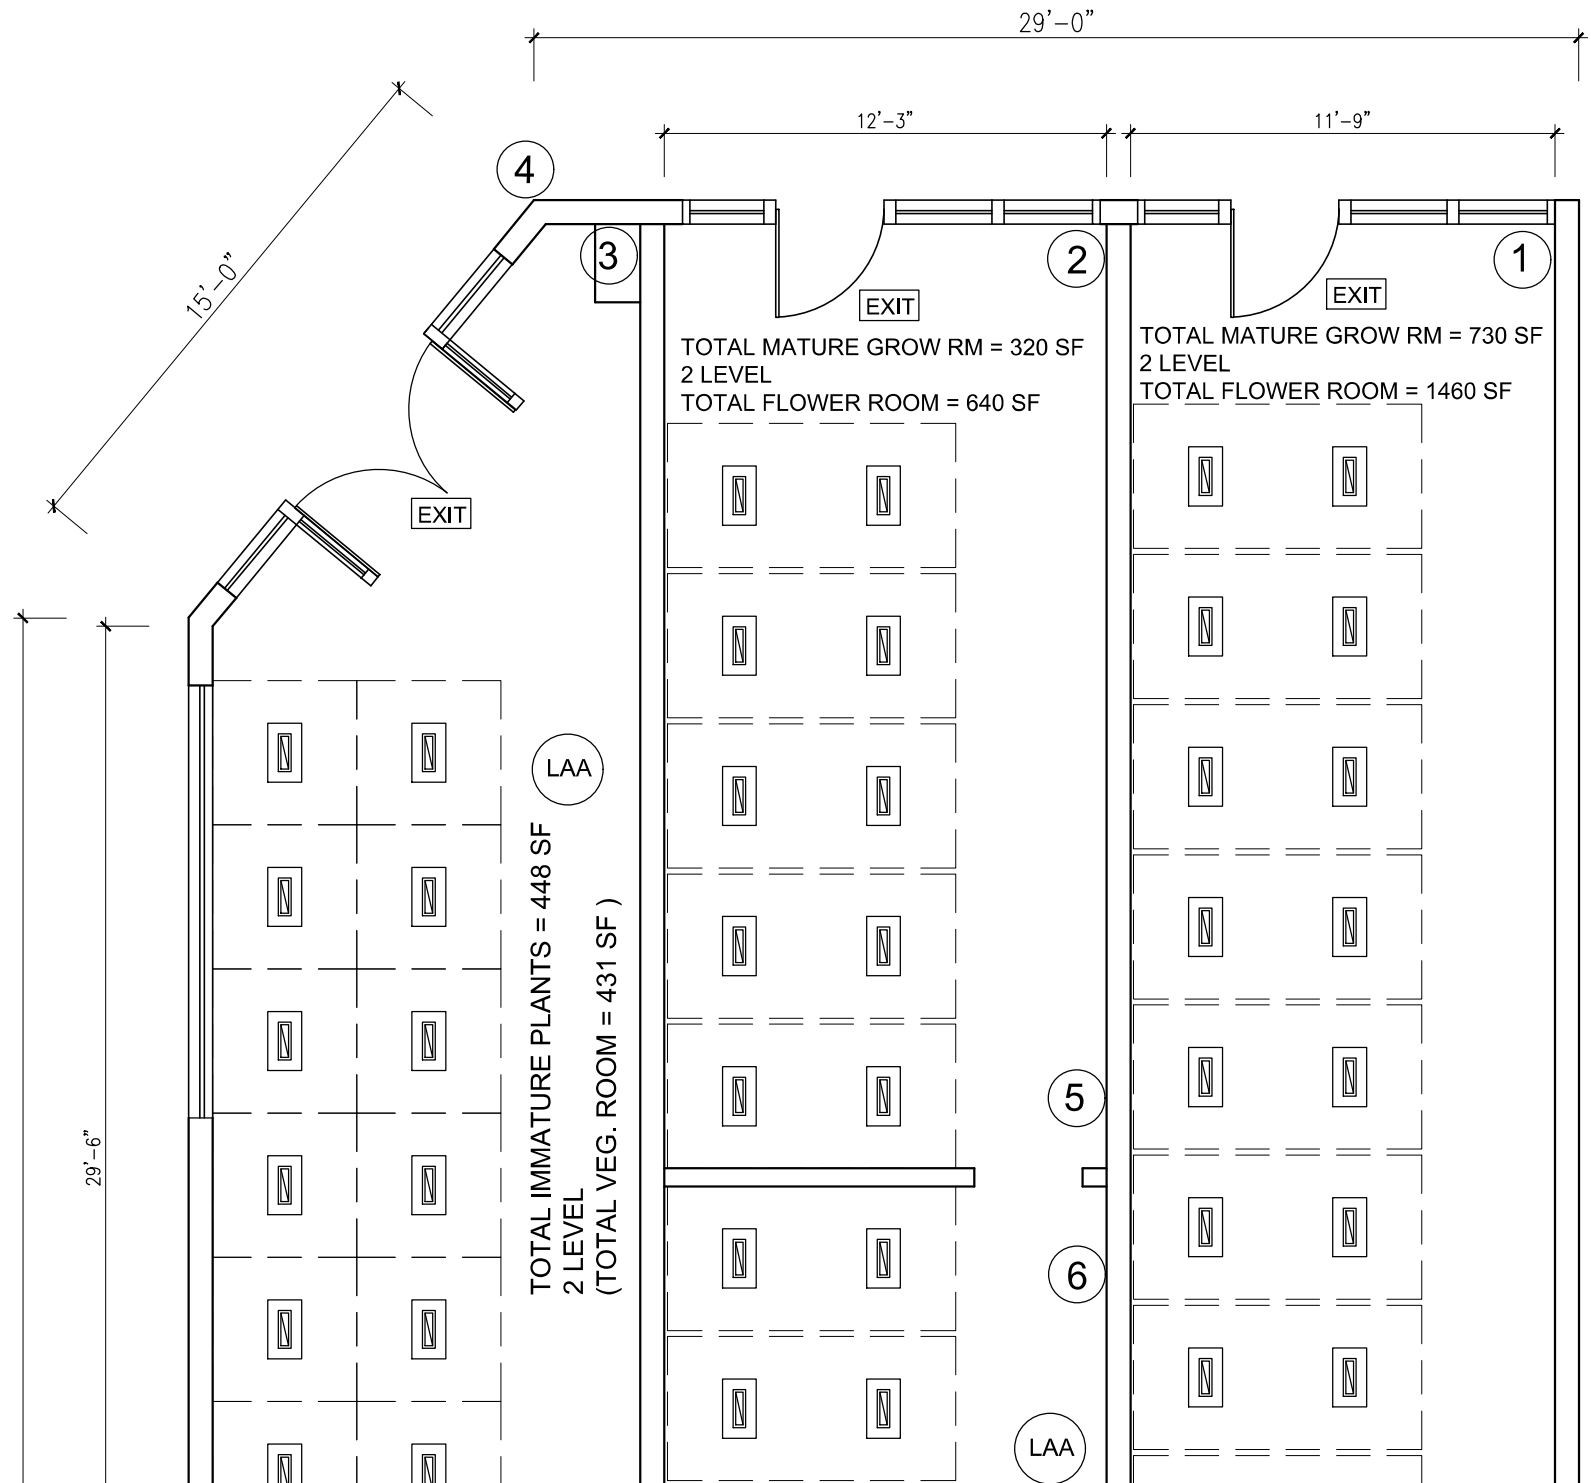 29'-0"
12'-3"
11'-9"
15'-0"
4
3
2
1
EXIT
EXIT
TOTAL MATURE GROW RM = 320 SF
2 LEVEL
TOTAL FLOWER ROOM = 640 SF
TOTAL MATURE GROW RM = 730 SF
2 LEVEL
TOTAL FLOWER ROOM = 1460 SF
EXIT
LAA
TOTAL IMMATURE PLANTS = 448 SF
2 LEVEL
(TOTAL VEG. ROOM = 431 SF )
5
29'-6"
6
LAA